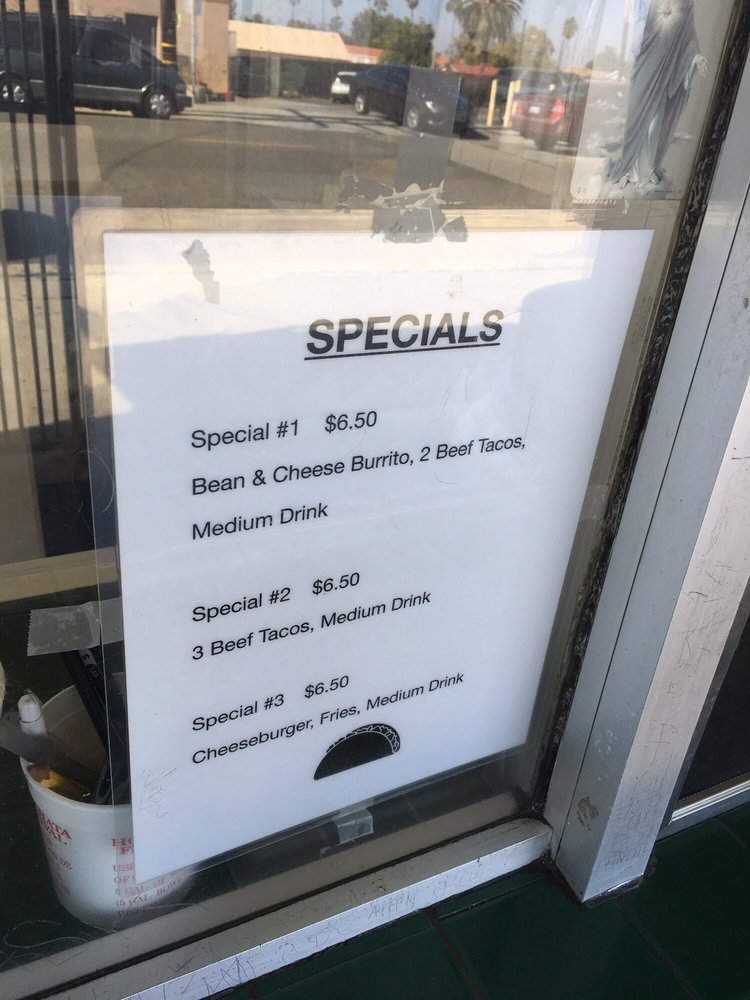 SPECIALS
Special #1 $6.50
Bean & Cheese Burrito, 2 Beef Tacos,
Medium Drink
Special #2 $6.50
3 Beef Tacos, Medium Drink
Special #3 $6.50
Cheeseburger, Fries, Medium Drink